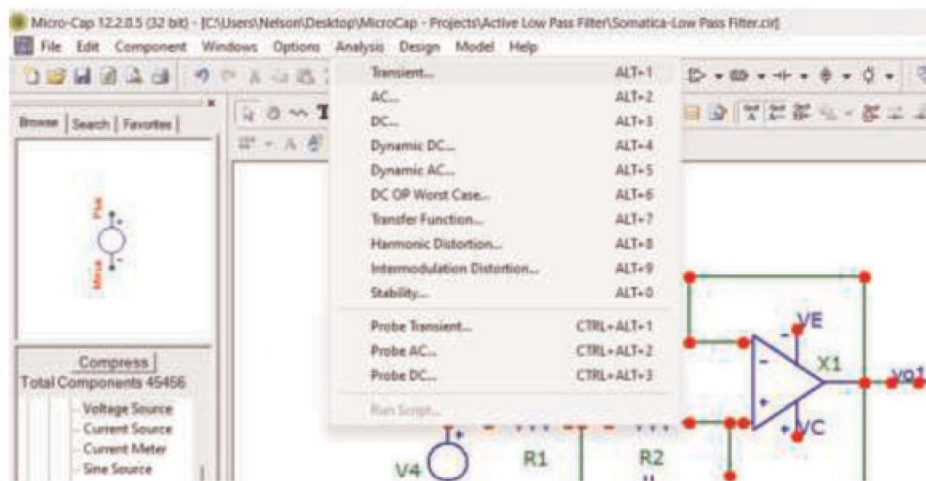 Micro-Cap 12.2.0.5 (32 bit) - [C:\Users\Nelson\Desktop\MicroCap - Projects\Active Low Pass Filter\Somatica-Low Pass Filter.cir]
File Edit Component Windows Options Analysis Design Model Help
Browse Search Favorites
Plus
Minus
Compress
Total Components 45456
Voltage Source
Current Source
Current Meter
Sine Source
Transient... ALT+1
AC... ALT+2
DC... ALT+3
Dynamic DC... ALT+4
Dynamic AC... ALT+5
DC OP Worst Case... ALT+6
Transfer Function... ALT+7
Harmonic Distortion... ALT+8
Intermodulation Distortion... ALT+9
Stability... ALT+0
Probe Transient... CTRL+ALT+1
Probe AC... CTRL+ALT+2
Probe DC... CTRL+ALT+3
Run Script...
VE
X1
vo1
VC
V4
R1
R2